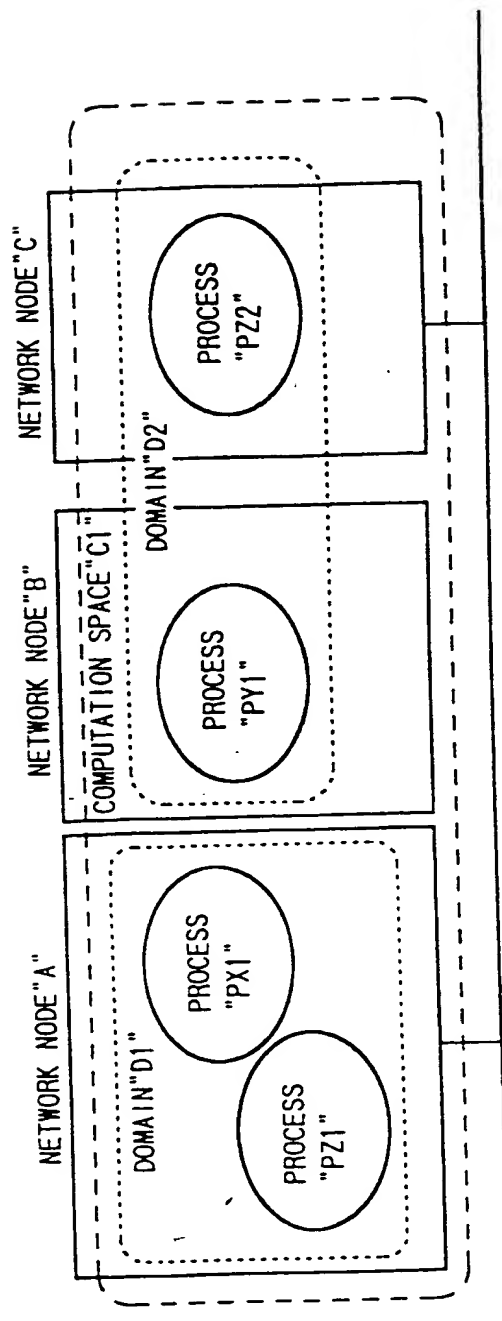 NETWORK NODE"A"
DOMAIN"D1"
PROCESS
"PX1"
PROCESS
"PZ1"
NETWORK NODE"B"
COMPUTATION SPACE"C1"
PROCESS
"PY1"
DOMAIN"D2"
NETWORK NODE"C"
PROCESS
"PZ2"